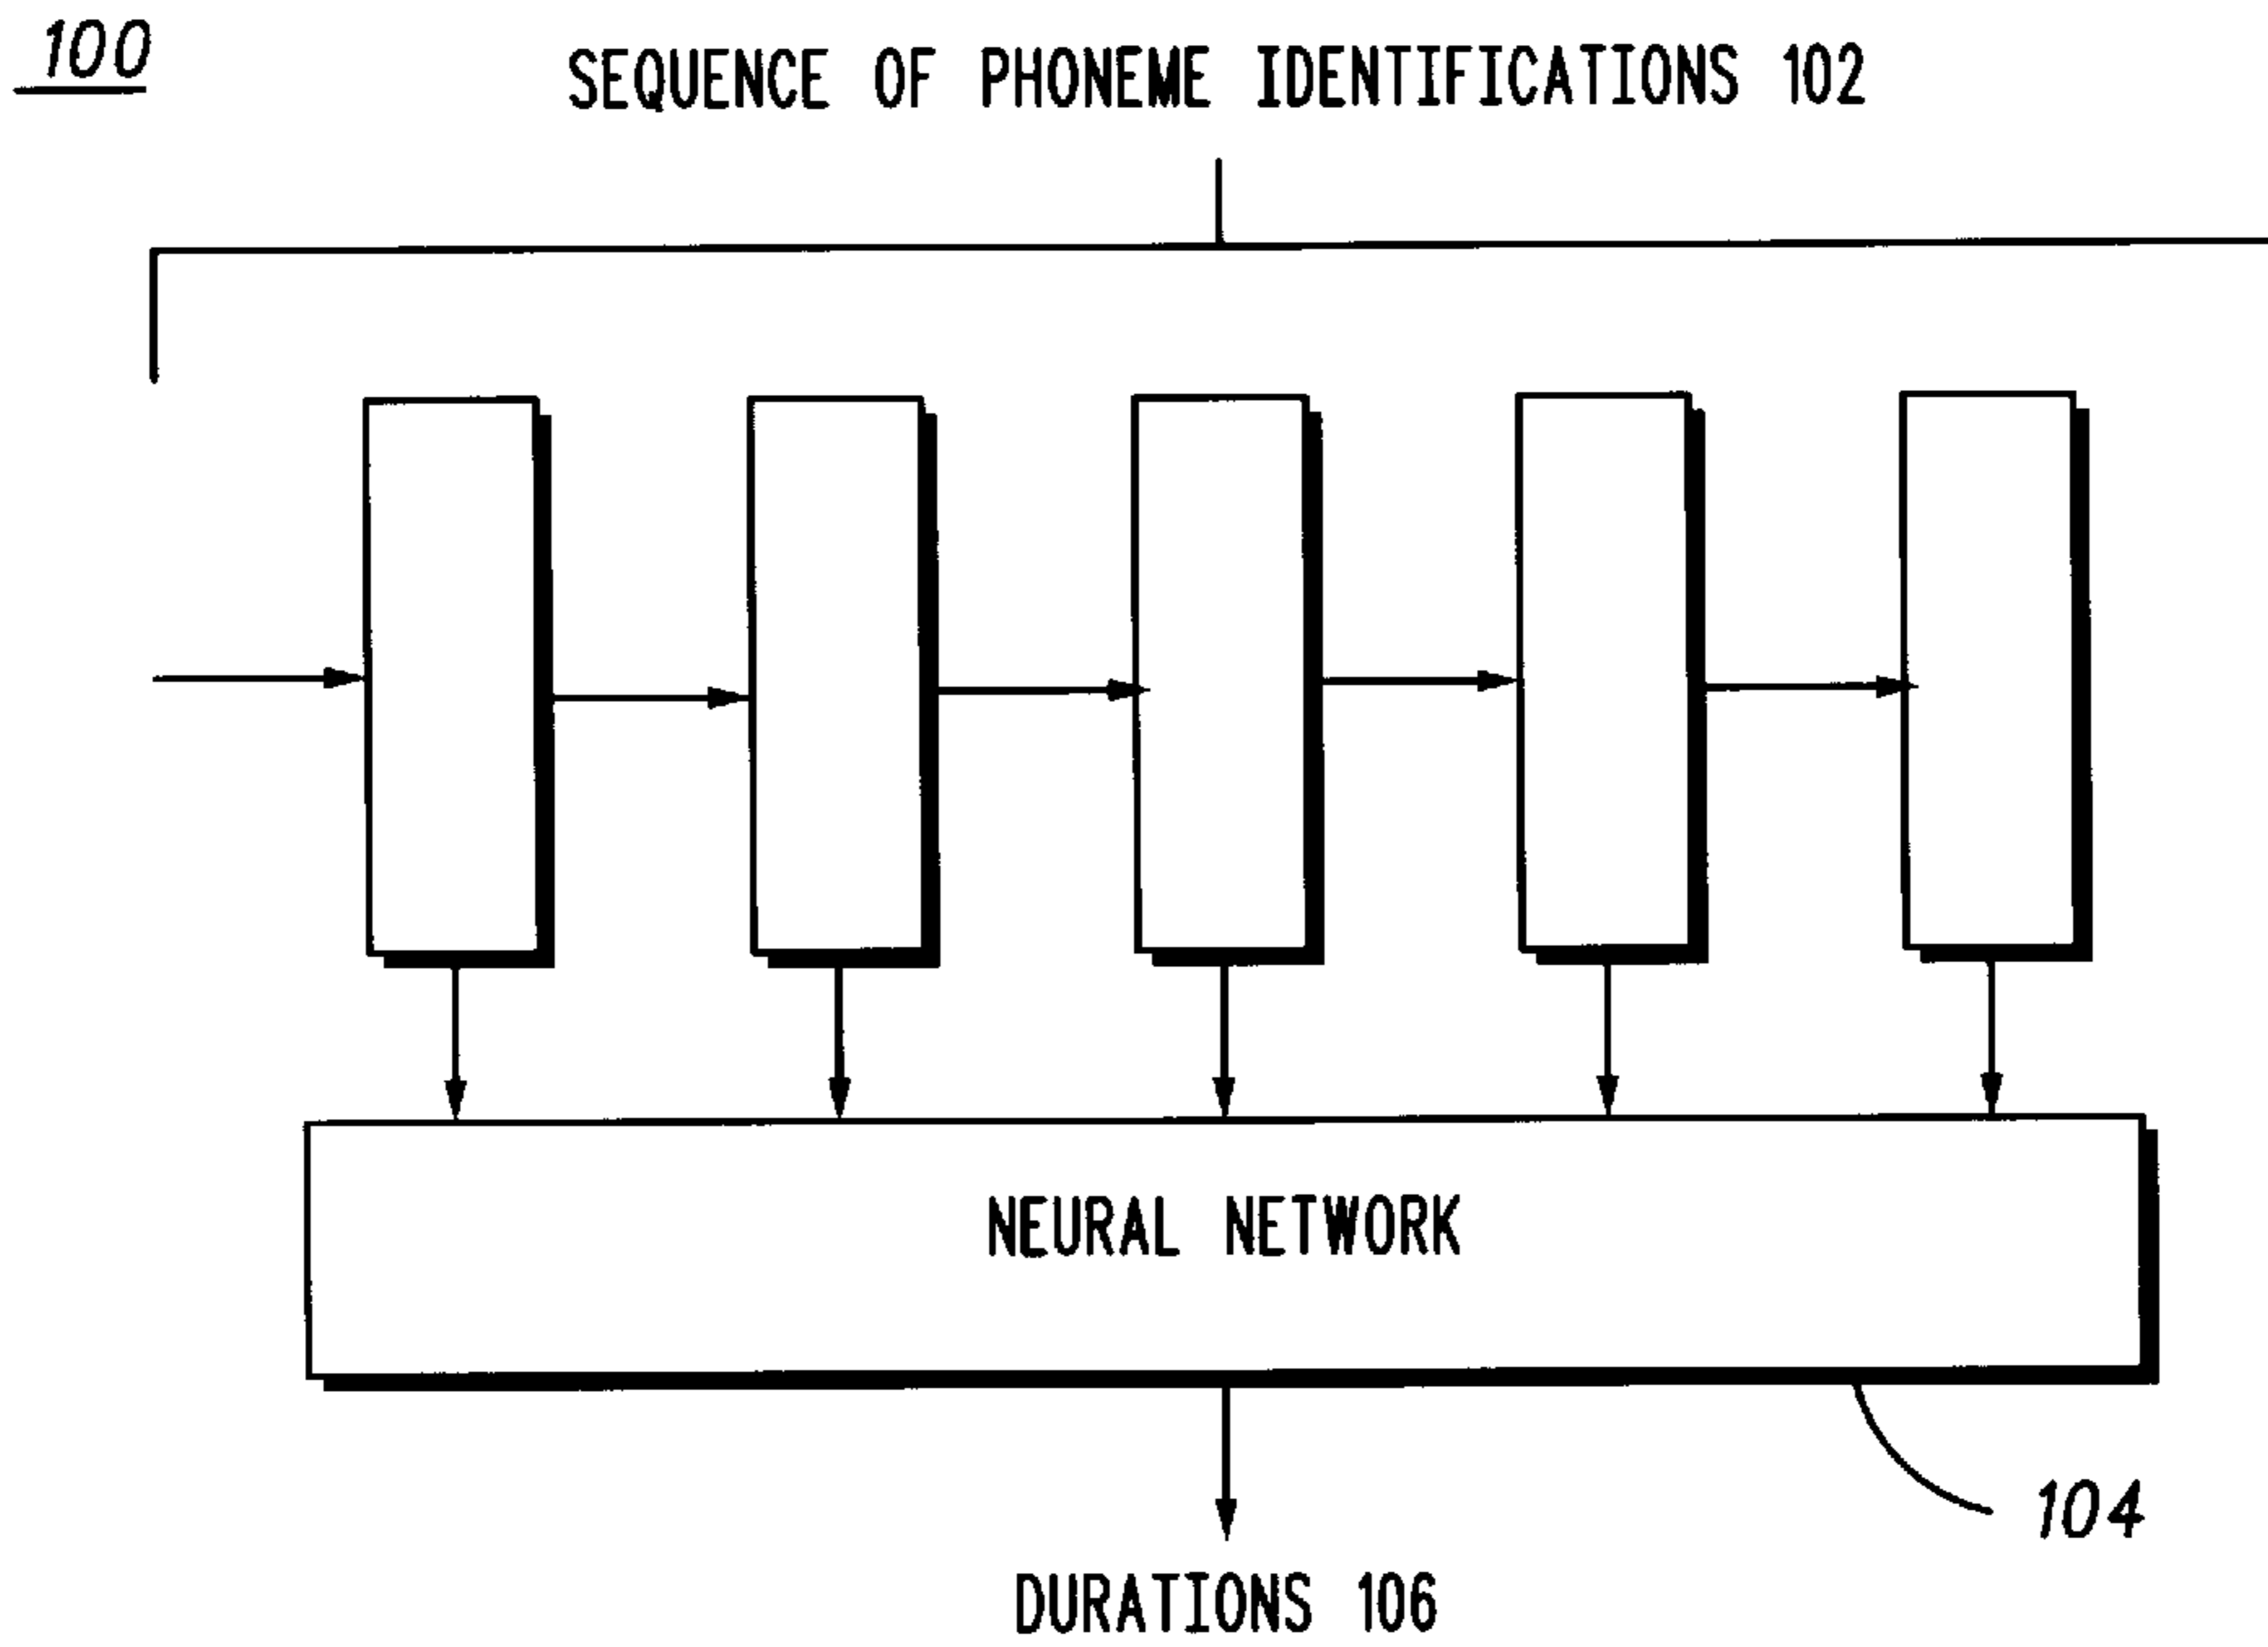 100
SEQUENCE OF PHONEME IDENTIFICATIONS 102
NEURAL NETWORK
104
DURATIONS 106